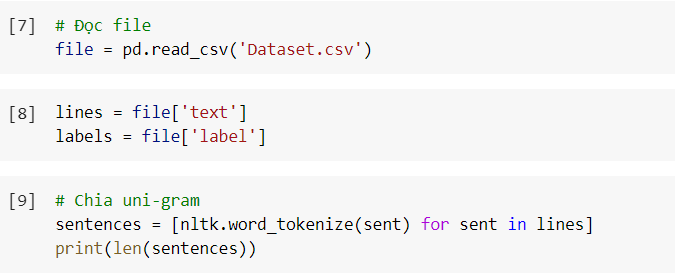 [7] # Đọc file
file = pd.read_csv('Dataset.csv')
[8] lines = file['text']
labels = file['label']
[9] # Chia uni-gram
sentences = [nltk.word_tokenize(sent) for sent in lines]
print(len(sentences))